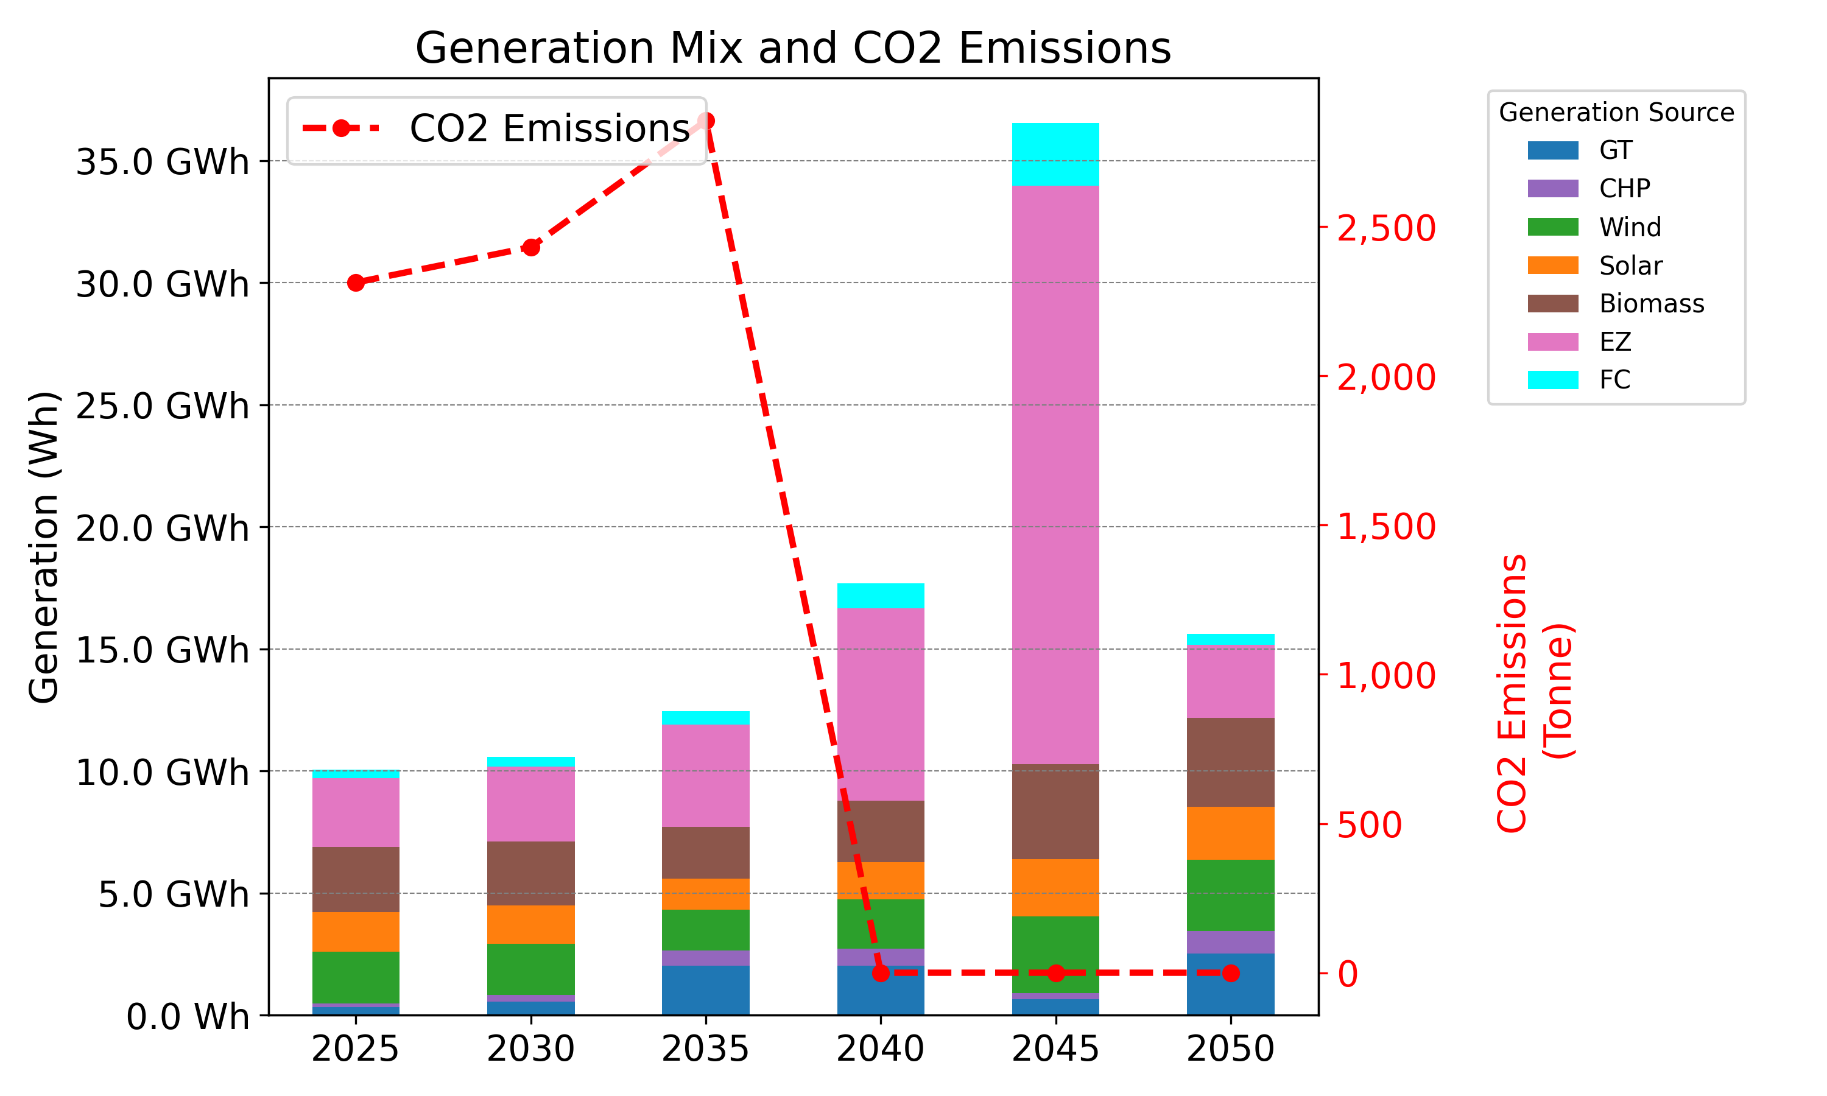 Generation Mix and CO2 Emissions
CO2 Emissions
Generation (Wh)
35.0 GWh
30.0 GWh
25.0 GWh
20.0 GWh
15.0 GWh
10.0 GWh
5.0 GWh
0.0 Wh
2025 2030 2035 2040 2045 2050
2,500
2,000
1,500
1,000
500
0
CO2 Emissions
(Tonne)
Generation Source
GT
CHP
Wind
Solar
Biomass
EZ
FC